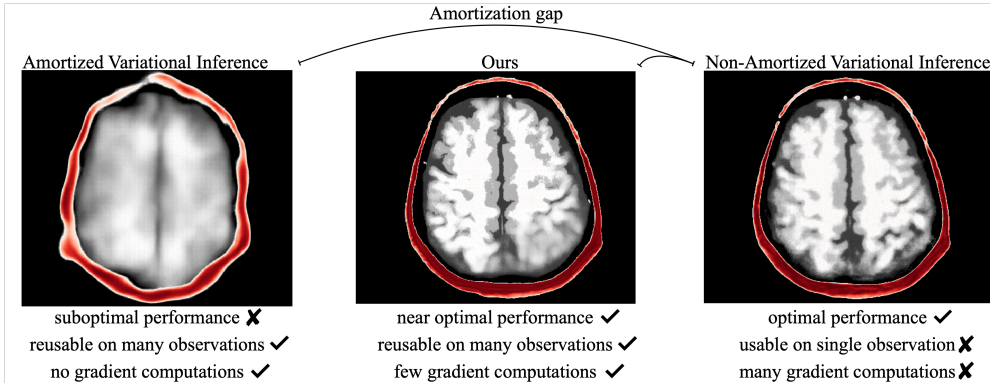 Amortization gap
Amortized Variational Inference
Ours
Non-Amortized Variational Inference
suboptimal performance ✘
near optimal performance ✓
optimal performance ✓
reusable on many observations ✓
reusable on many observations ✓
usable on single observation ✘
no gradient computations ✓
few gradient computations ✓
many gradient computations ✘